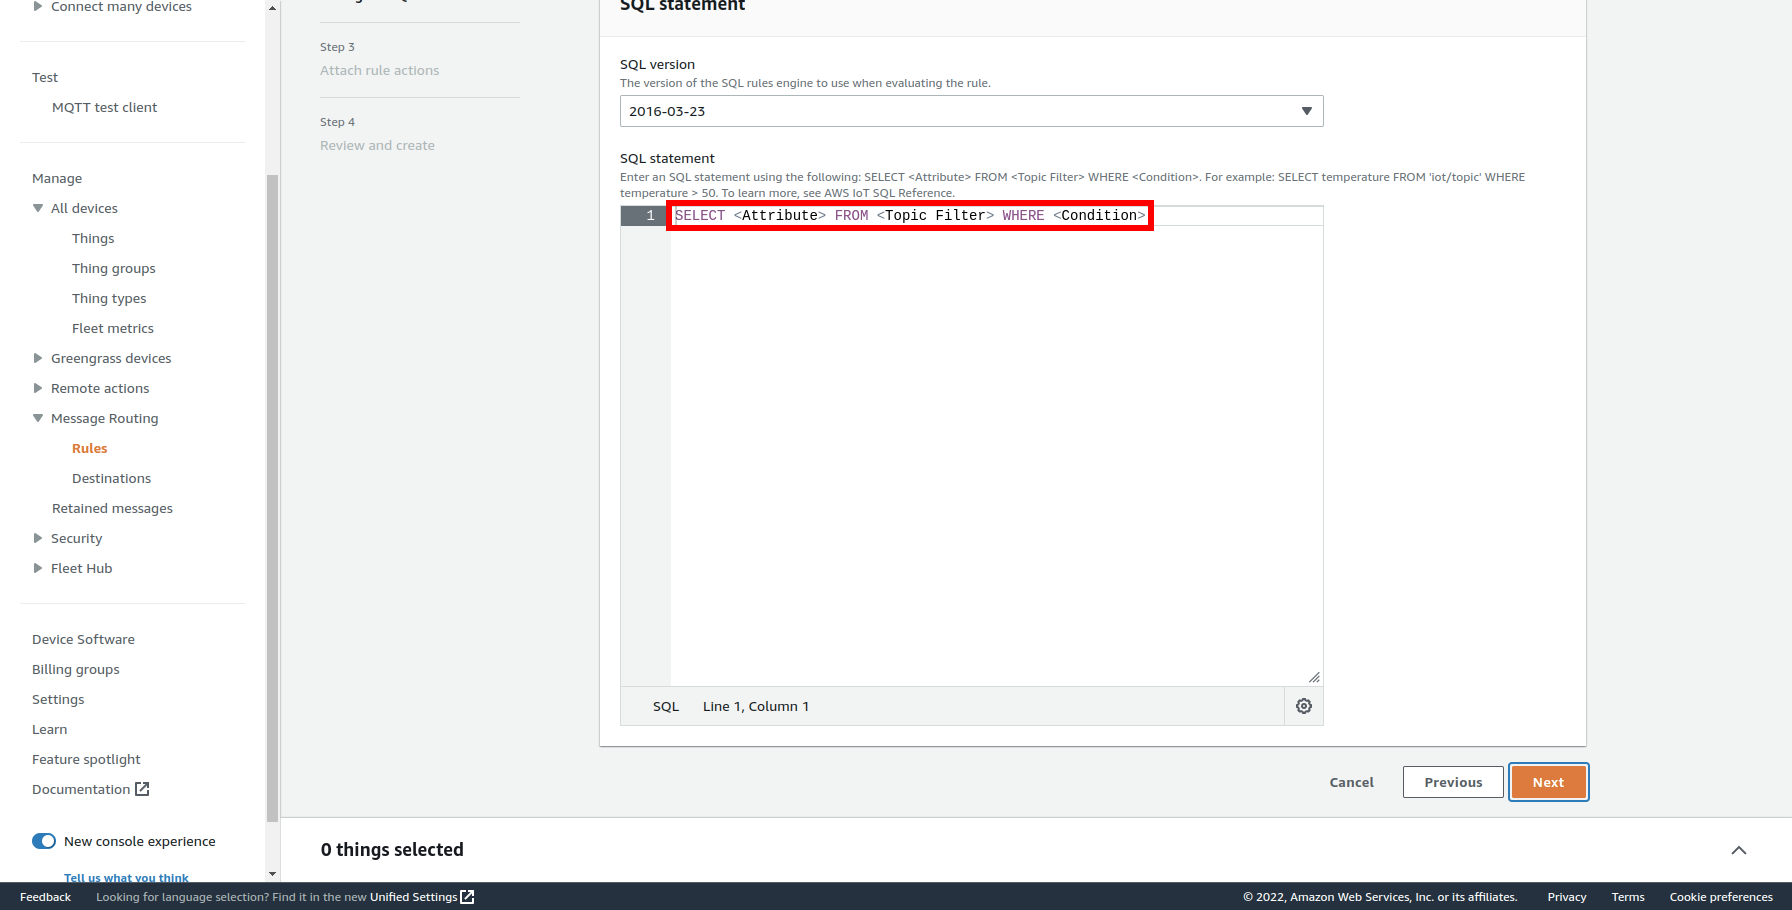 Connect many devices
Test
MQTT test client
Manage
All devices
Things
Thing groups
Thing types
Fleet metrics
Greengrass devices
Remote actions
Message Routing
Rules
Destinations
Retained messages
Security
Fleet Hub
Device Software
Billing groups
Settings
Learn
Feature spotlight
Documentation
New console experience
Tell us what you think
Step 3
Attach rule actions
Step 4
Review and create
SQL statement
SQL version
The version of the SQL rules engine to use when evaluating the rule.
2016-03-23
SQL statement
Enter an SQL statement using the following: SELECT <Attribute> FROM <Topic Filter> WHERE <Condition>. For example: SELECT temperature FROM 'iot/topic' WHERE
temperature > 50. To learn more, see AWS IoT SQL Reference.
1 SELECT <Attribute> FROM <Topic Filter> WHERE <Condition>
SQL Line 1, Column 1
Cancel Previous Next
0 things selected
Feedback Looking for language selection? Find it in the new Unified Settings © 2022, Amazon Web Services, Inc. or its affiliates. Privacy Terms Cookie preferences